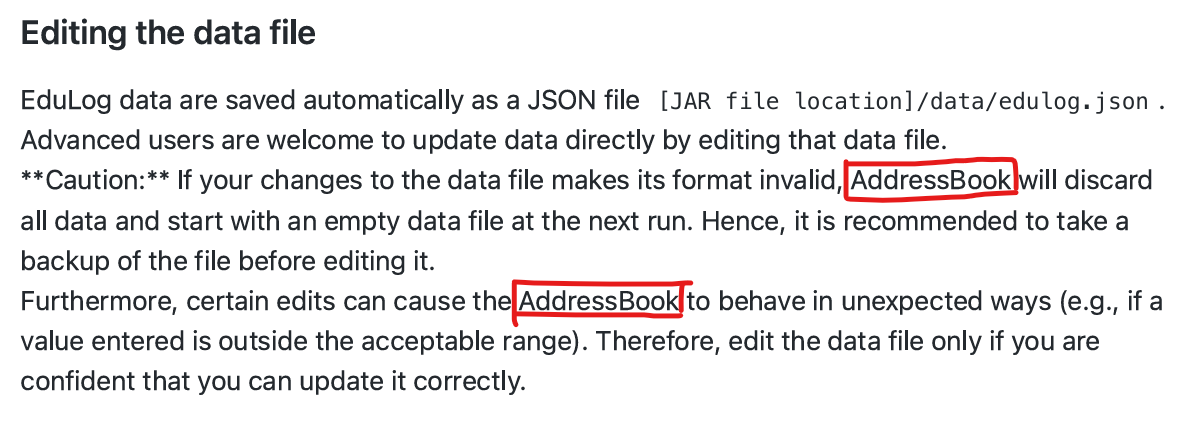 Editing the data file
EduLog data are saved automatically as a JSON file [JAR file location]/data/edulog.json .
Advanced users are welcome to update data directly by editing that data file.
**Caution:** If your changes to the data file makes its format invalid, AddressBook will discard
all data and start with an empty data file at the next run. Hence, it is recommended to take a
backup of the file before editing it.
Furthermore, certain edits can cause the AddressBook to behave in unexpected ways (e.g., if a
value entered is outside the acceptable range). Therefore, edit the data file only if you are
confident that you can update it correctly.